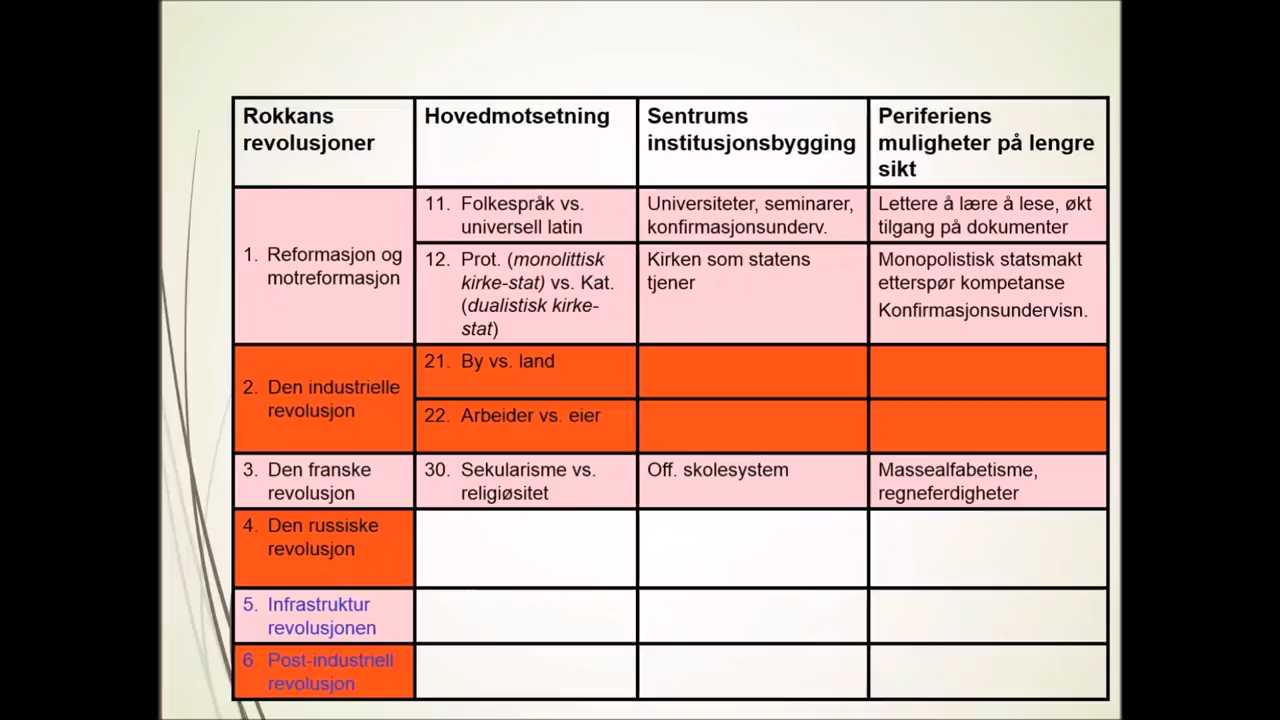 Rokkans
revolusjoner
Hovedmotsetning
Sentrums
institusjonsbygging
Periferiens
muligheter på lengre
sikt
1. Reformasjon og
motreformasjon
11. Folkespråk vs.
universell latin
Universiteter, seminarer,
konfirmasjonsunderv.
Lettere å lære å lese, økt
tilgang på dokumenter
12. Prot. (monolittisk
kirke-stat) vs. Kat.
(dualistisk kirke-
stat)
Kirken som statens
tjener
Monopolistisk statsmakt
etterspør kompetanse
Konfirmasjonsundervisn.
2. Den industrielle
revolusjon
21. By vs. land
22. Arbeider vs. eier
3. Den franske
revolusjon
30. Sekularisme vs.
religiøsitet
Off. skolesystem
Massealfabetisme,
regneferdigheter
4. Den russiske
revolusjon
5. Infrastruktur
revolusjonen
6. Post-industriell
revolusjon